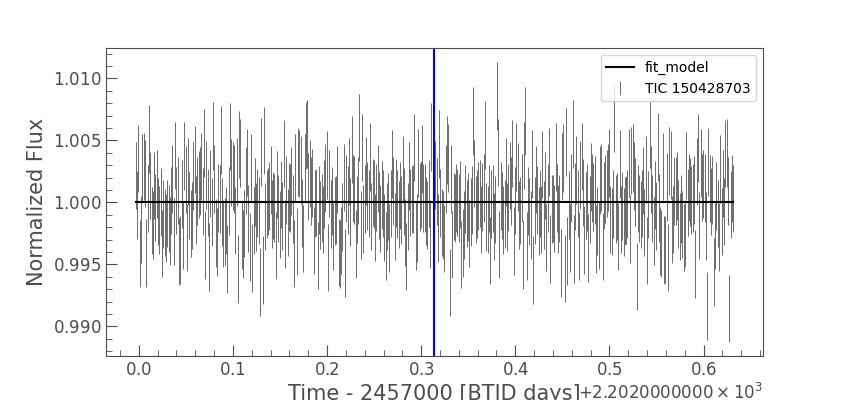 fit_model
TIC 150428703
1.010
1.005
1.000
0.995
0.990
Normalized Flux
0.0 0.1 0.2 0.3 0.4 0.5 0.6
Time - 2457000 [BTJD days]
+2.2020000000 × 10³